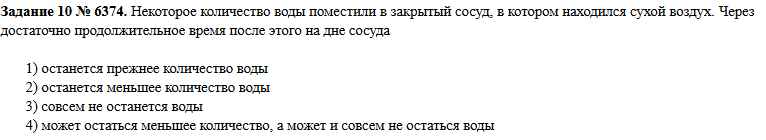 Задание 10 № 6374. Некоторое количество воды поместили в закрытый сосуд, в котором находился сухой воздух. Через
достаточно продолжительное время после этого на дне сосуда
1) останется прежнее количество воды
2) останется меньшее количество воды
3) совсем не останется воды
4) может остаться меньшее количество, а может и совсем не остаться воды